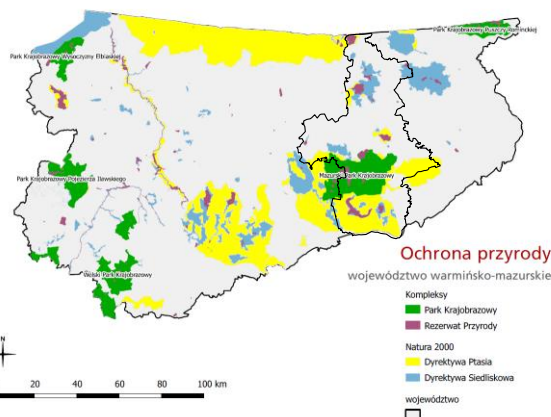 Park Krajobrazowy Puszczy Rominckiej
Park Krajobrazowy Wysoczyzny Elbląskiej
Mazurski Park Krajobrazowy
Park Krajobrazowy Pojezierza Iławskiego
Welski Park Krajobrazowy
Ochrona przyrody
województwo warmińsko-mazurskie
Kompleksy
Park Krajobrazowy
Rezerwat Przyrody
Natura 2000
Dyrektywa Ptasia
Dyrektywa Siedliskowa
województwo
N
20 40 60 80 100 km